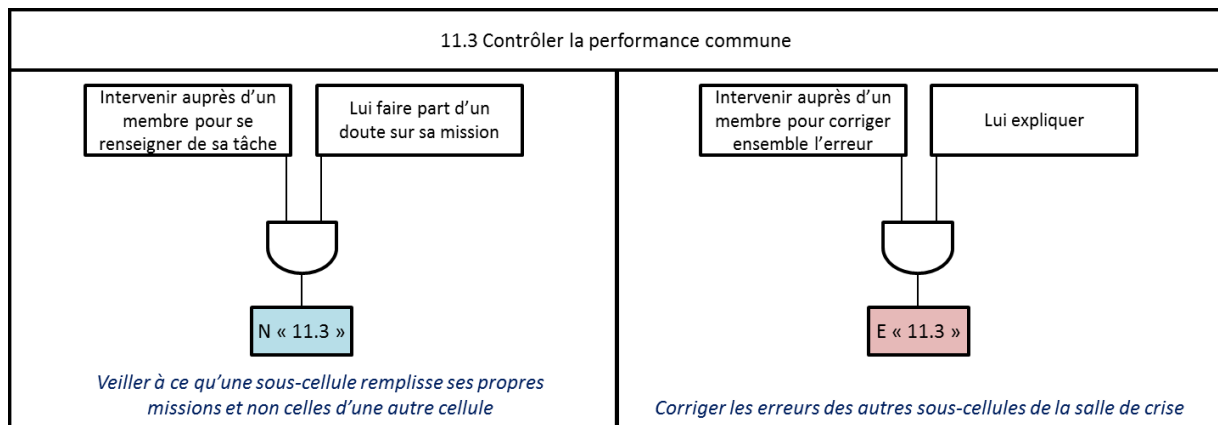 11.3 Contrôler la performance commune
Intervenir auprès d’un
membre pour se
renseigner de sa tâche
Lui faire part d’un
doute sur sa mission
N « 11.3 »
Veiller à ce qu’une sous-cellule remplisse ses propres
missions et non celles d’une autre cellule
Intervenir auprès d’un
membre pour corriger
ensemble l’erreur
Lui expliquer
E « 11.3 »
Corriger les erreurs des autres sous-cellules de la salle de crise